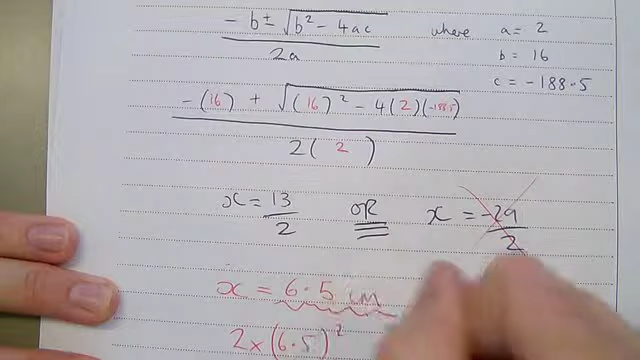 -b ± √b² - 4ac where a = 2
2a b = 16
c = -188.5
-(16) + √(16)² - 4(2)(-188.5)
2( 2 )
x = 13 OR x = -29
2 2
x = 6.5 cm
2×(6.5)²